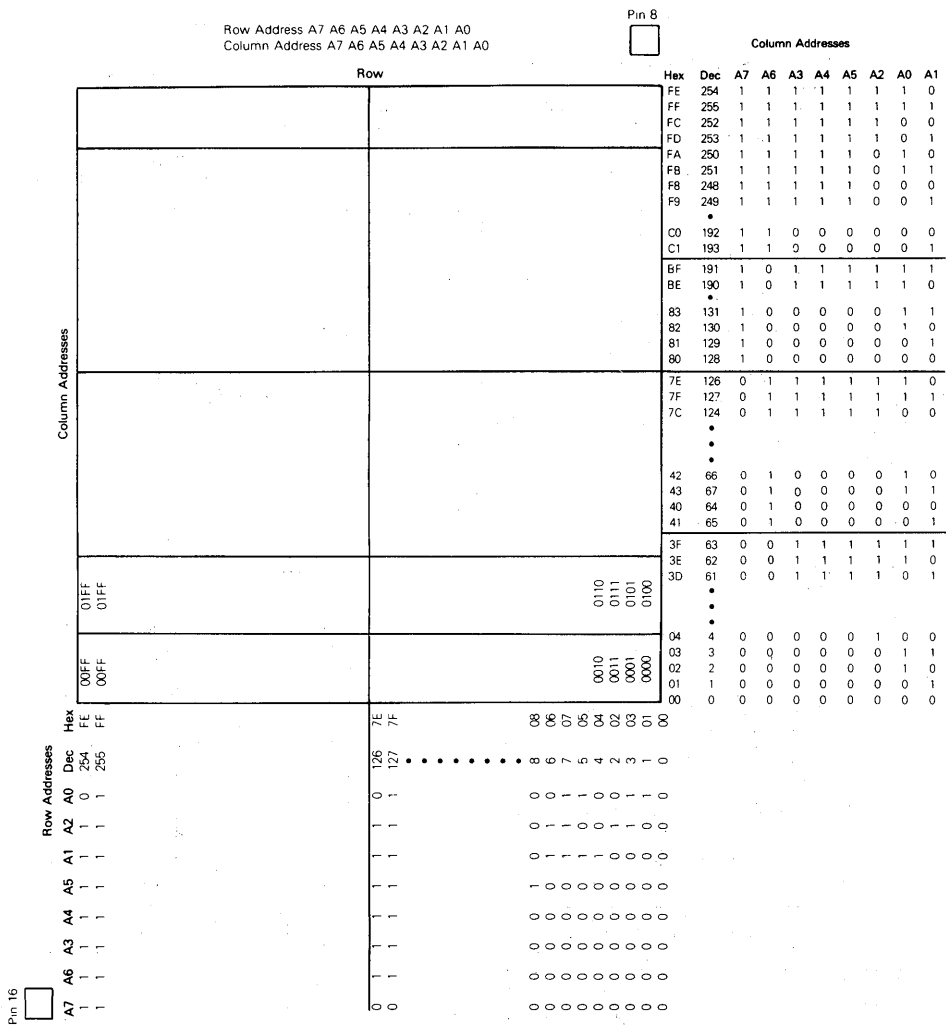 Pin 8
Row Address A7 A6 A5 A4 A3 A2 A1 A0
Column Address A7 A6 A5 A4 A3 A2 A1 A0
Column Addresses
Row
Hex Dec A7 A6 A3 A4 A5 A2 A0 A1
FE 254 1 1 1 1 1 1 1 0
FF 255 1 1 1 1 1 1 1 1
FC 252 1 1 1 1 1 1 0 0
FD 253 1 1 1 1 1 1 0 1
FA 250 1 1 1 1 1 0 1 0
FB 251 1 1 1 1 1 0 1 1
F8 248 1 1 1 1 1 0 0 0
F9 249 1 1 1 1 1 0 0 1
•
C0 192 1 1 0 0 0 0 0 0
C1 193 1 1 0 0 0 0 0 1
BF 191 1 0 1 1 1 1 1 1
BE 190 1 0 1 1 1 1 1 0
•
83 131 1 0 0 0 0 0 1 1
82 130 1 0 0 0 0 0 1 0
81 129 1 0 0 0 0 0 0 1
80 128 1 0 0 0 0 0 0 0
7E 126 0 1 1 1 1 1 1 0
7F 127 0 1 1 1 1 1 1 1
7C 124 0 1 1 1 1 1 0 0
•
•
•
42 66 0 1 0 0 0 0 1 0
43 67 0 1 0 0 0 0 1 1
40 64 0 1 0 0 0 0 0 0
41 65 0 1 0 0 0 0 0 1
3F 63 0 0 1 1 1 1 1 1
3E 62 0 0 1 1 1 1 1 0
3D 61 0 0 1 1 1 1 0 1
•
•
•
04 4 0 0 0 0 0 1 0 0
03 3 0 0 0 0 0 0 1 1
02 2 0 0 0 0 0 0 1 0
01 1 0 0 0 0 0 0 0 1
00 0 0 0 0 0 0 0 0 0
Column Addresses
01FF
01FF
0110
0111
0101
0100
00FF
00FF
0010
0011
0001
0000
Pin 16
Row Addresses
A7 A6 A3 A4 A5 A1 A2 A0 Dec Hex
1 1 1 1 1 1 1 0 254 FE
1 1 1 1 1 1 1 1 255 FF
0 1 1 1 1 1 1 0 126 7E
0 1 1 1 1 1 1 1 127 7F
• • • • • • • •
0 0 0 0 1 0 0 0 8 08
0 0 0 0 0 1 1 0 6 06
0 0 0 0 0 1 1 1 7 07
0 0 0 0 0 1 0 1 5 05
0 0 0 0 0 1 0 0 4 04
0 0 0 0 0 0 1 0 2 02
0 0 0 0 0 0 1 1 3 03
0 0 0 0 0 0 0 1 1 01
0 0 0 0 0 0 0 0 0 00